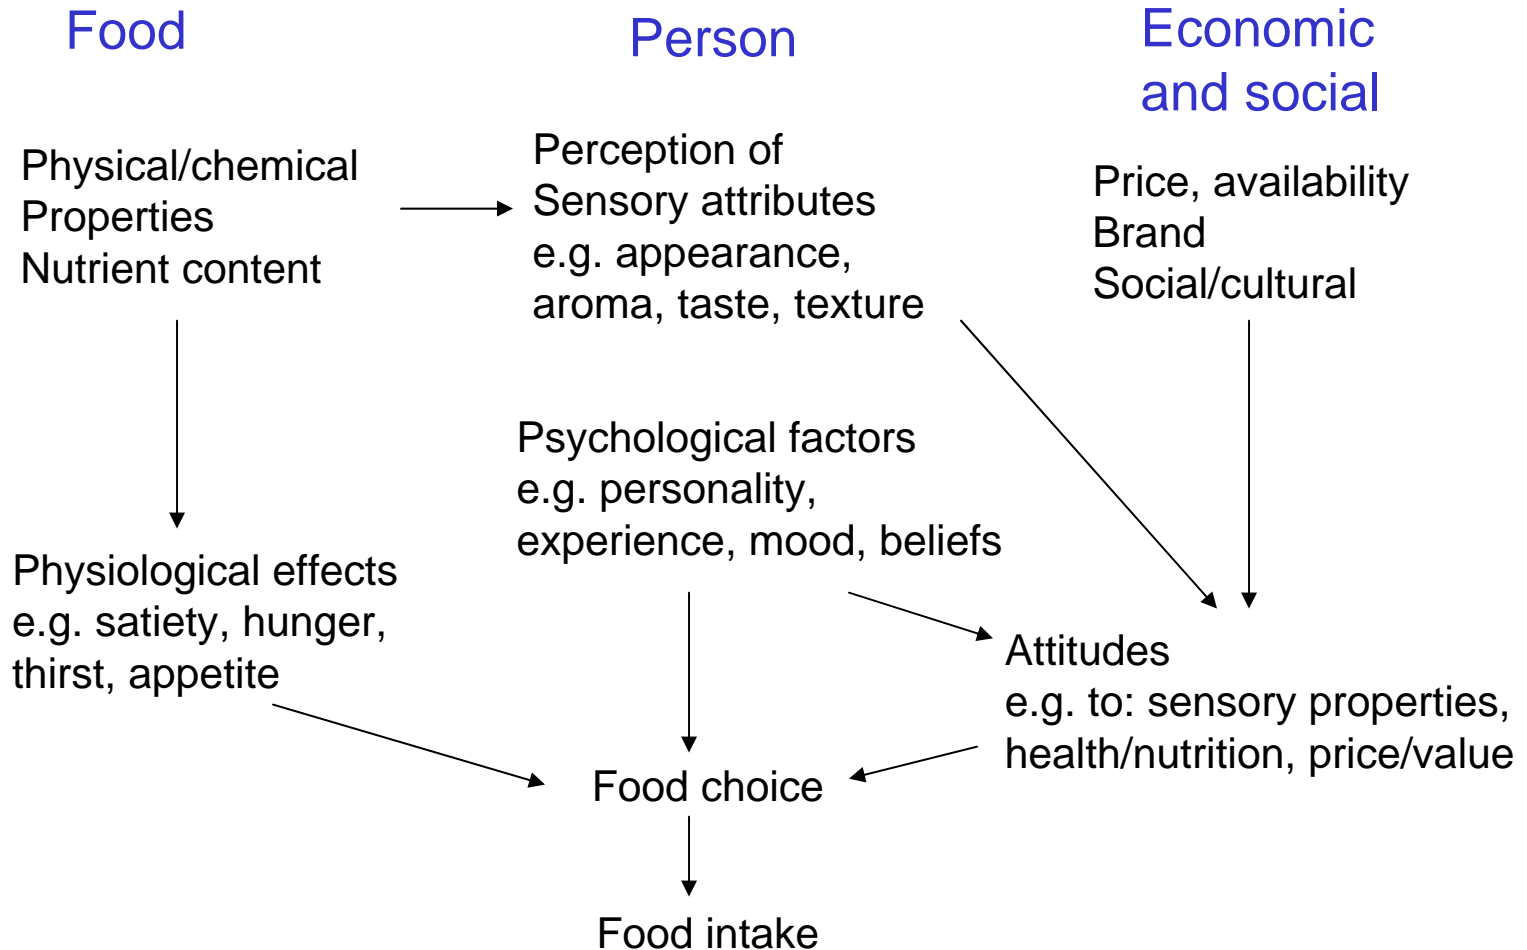 Food
Person
Economic
and social
Physical/chemical
Properties
Nutrient content
Perception of
Sensory attributes
e.g. appearance,
aroma, taste, texture
Price, availability
Brand
Social/cultural
Psychological factors
e.g. personality,
experience, mood, beliefs
Physiological effects
e.g. satiety, hunger,
thirst, appetite
Attitudes
e.g. to: sensory properties,
health/nutrition, price/value
Food choice
Food intake